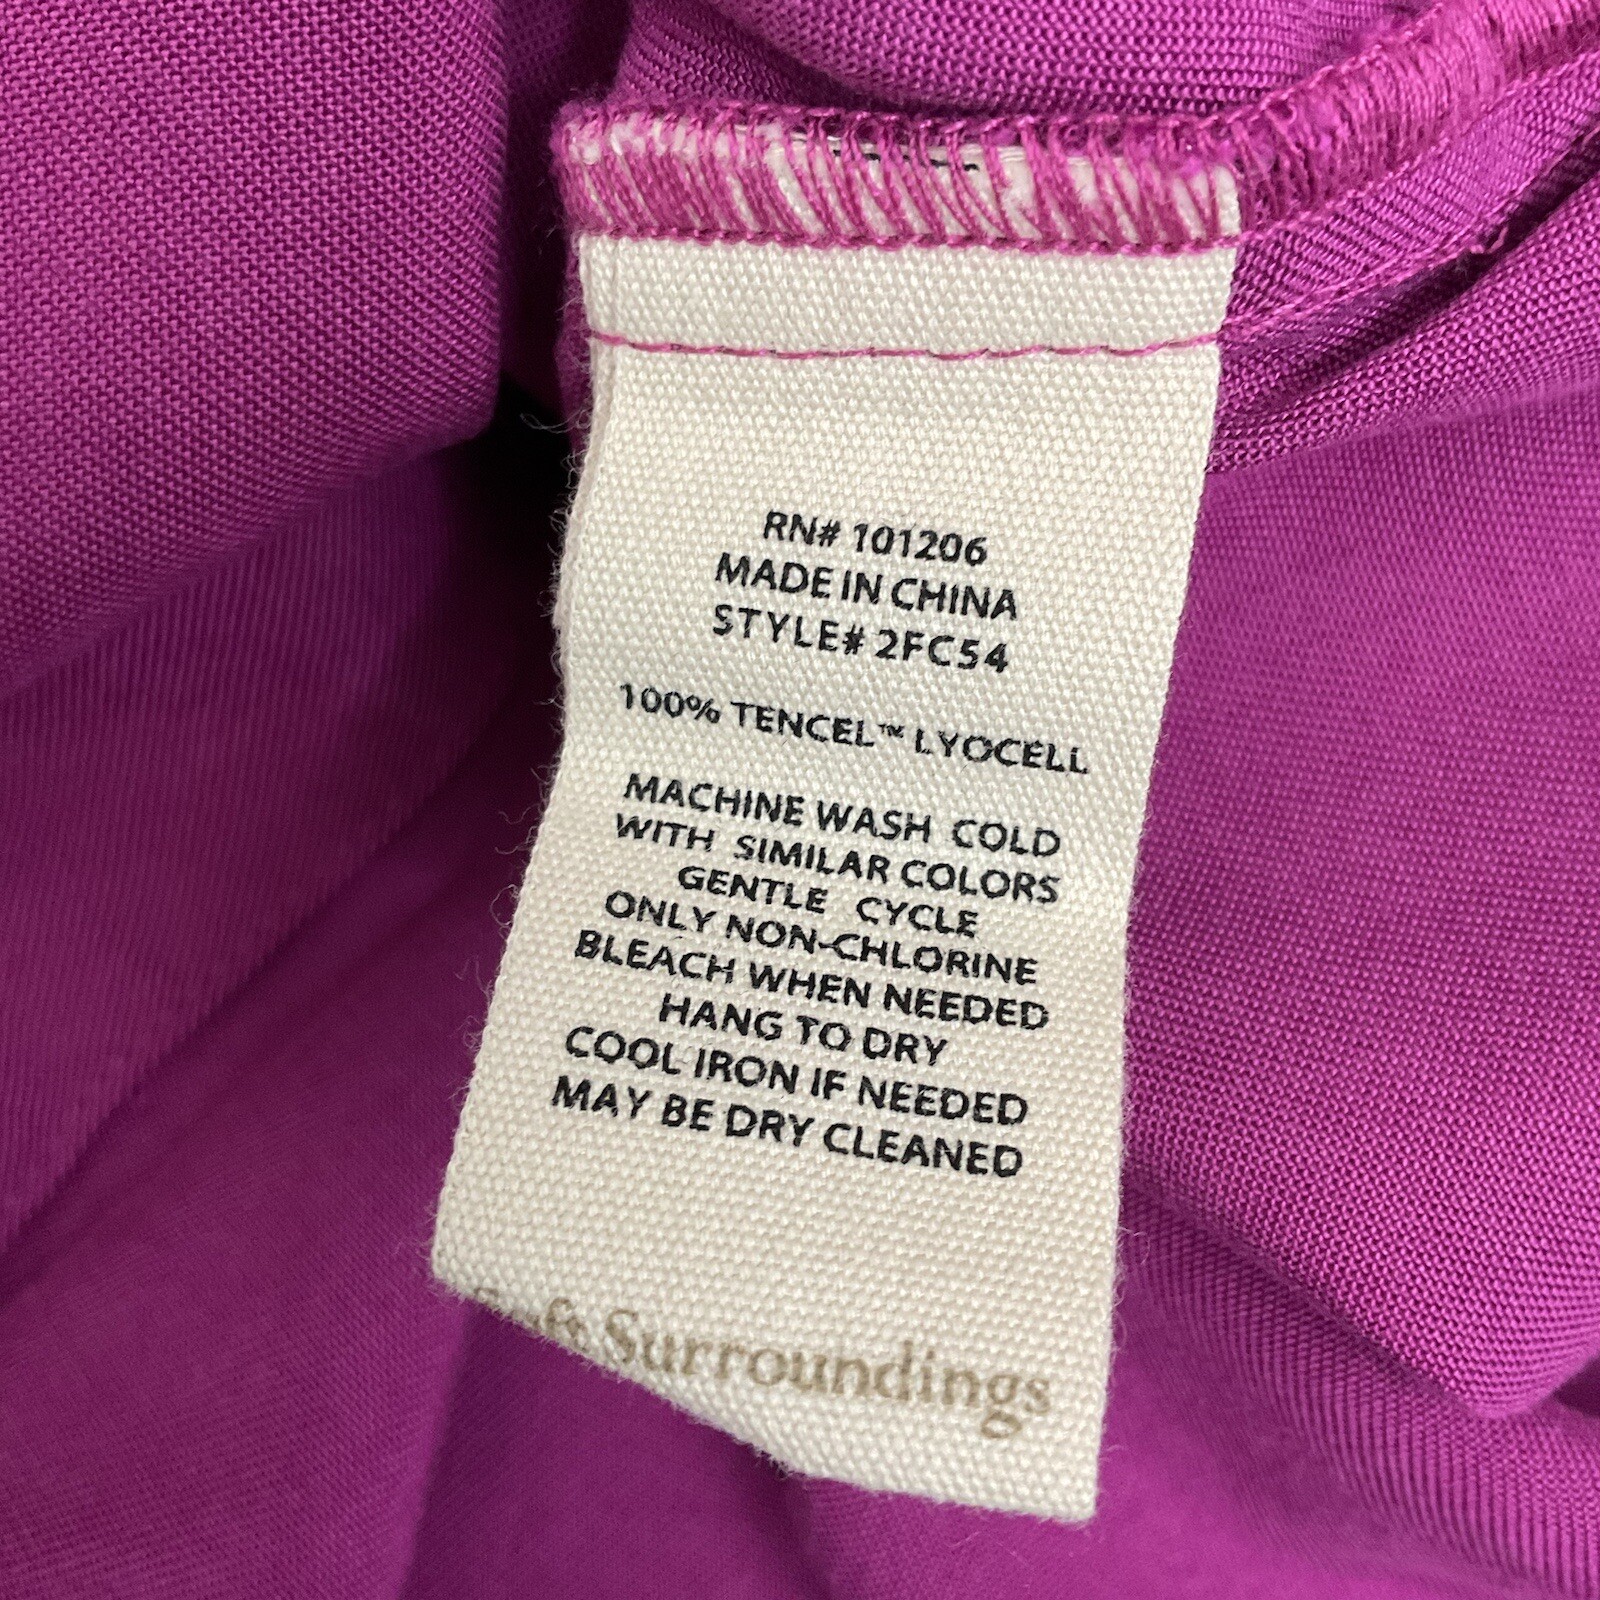 RN# 101206
MADE IN CHINA
STYLE# 2FC54
100% TENCEL™ LYOCELL
MACHINE WASH COLD
WITH SIMILAR COLORS
GENTLE CYCLE
ONLY NON-CHLORINE
BLEACH WHEN NEEDED
HANG TO DRY
COOL IRON IF NEEDED
MAY BE DRY CLEANED
Soft Surroundings